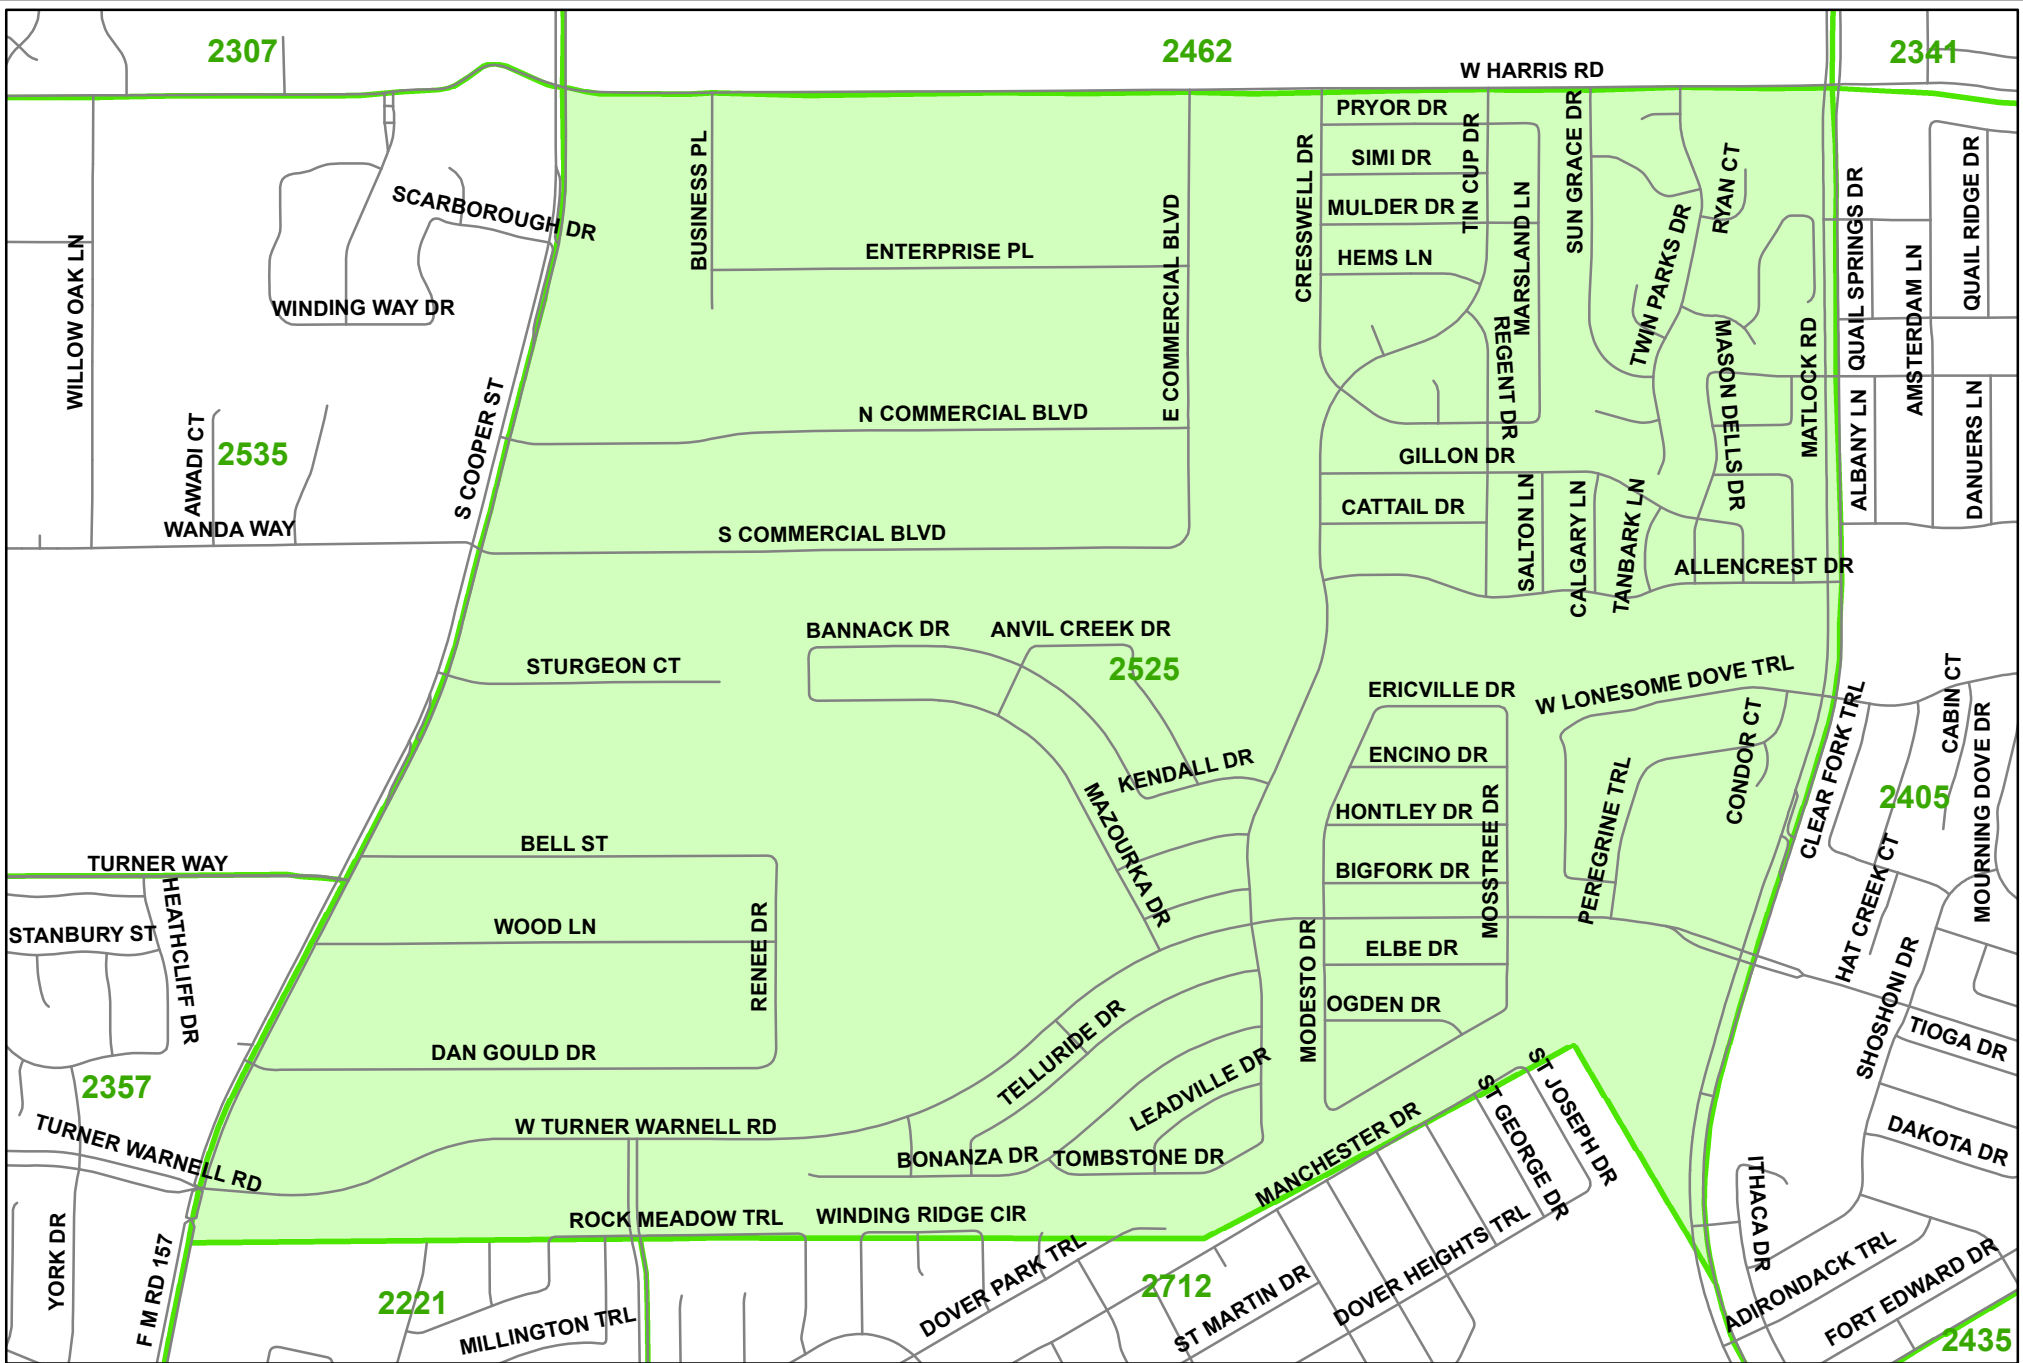 2307
2462
2341
W HARRIS RD
PRYOR DR
SIMI DR
MULDER DR
HEMS LN
TIN CUP DR
SUN GRACE DR
RYAN CT
CRESSWELL DR
MARSLAND LN
TWIN PARKS DR
QUAIL SPRINGS DR
QUAIL RIDGE DR
AMSTERDAM LN
BUSINESS PL
SCARBOROUGH DR
ENTERPRISE PL
E COMMERCIAL BLVD
WILLOW OAK LN
WINDING WAY DR
REGENT DR
MASON DELLS DR
MATLOCK RD
S COOPER ST
N COMMERCIAL BLVD
AWADI CT
2535
GILLON DR
ALBANY LN
DANUERS LN
CATTAIL DR
SALTON LN
CALGARY LN
TANBARK LN
WANDA WAY
S COMMERCIAL BLVD
ALLENCREST DR
BANNACK DR
ANVIL CREEK DR
2525
STURGEON CT
ERICVILLE DR
W LONESOME DOVE TRL
CABIN CT
CLEAR FORK TRL
MOURNING DOVE DR
ENCINO DR
CONDOR CT
KENDALL DR
2405
MAZOURKA DR
HONTLEY DR
MOSSTREE DR
PEREGRINE TRL
BELL ST
TURNER WAY
BIGFORK DR
HAT CREEK CT
HEATHCLIFF DR
STANBURY ST
WOOD LN
RENEE DR
MODESTO DR
ELBE DR
OGDEN DR
SHOSHONI DR
TIOGA DR
DAN GOULD DR
TELLURIDE DR
LEADVILLE DR
2357
ST JOSEPH DR
ST GEORGE DR
MANCHESTER DR
TURNER WARNELL RD
W TURNER WARNELL RD
BONANZA DR
TOMBSTONE DR
DAKOTA DR
ITHACA DR
ROCK MEADOW TRL
WINDING RIDGE CIR
YORK DR
F M RD 157
DOVER PARK TRL
DOVER HEIGHTS TRL
ADIRONDACK TRL
FORT EDWARD DR
2221
2712
ST MARTIN DR
MILLINGTON TRL
2435